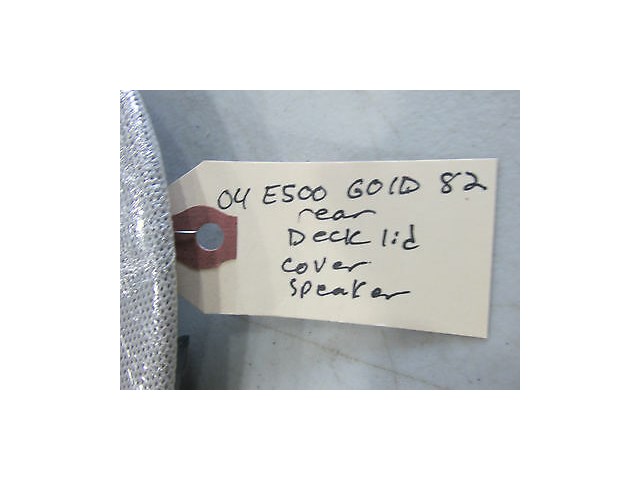 04 E500 GOlD 82
rear
Deck lid
cover
Speaker